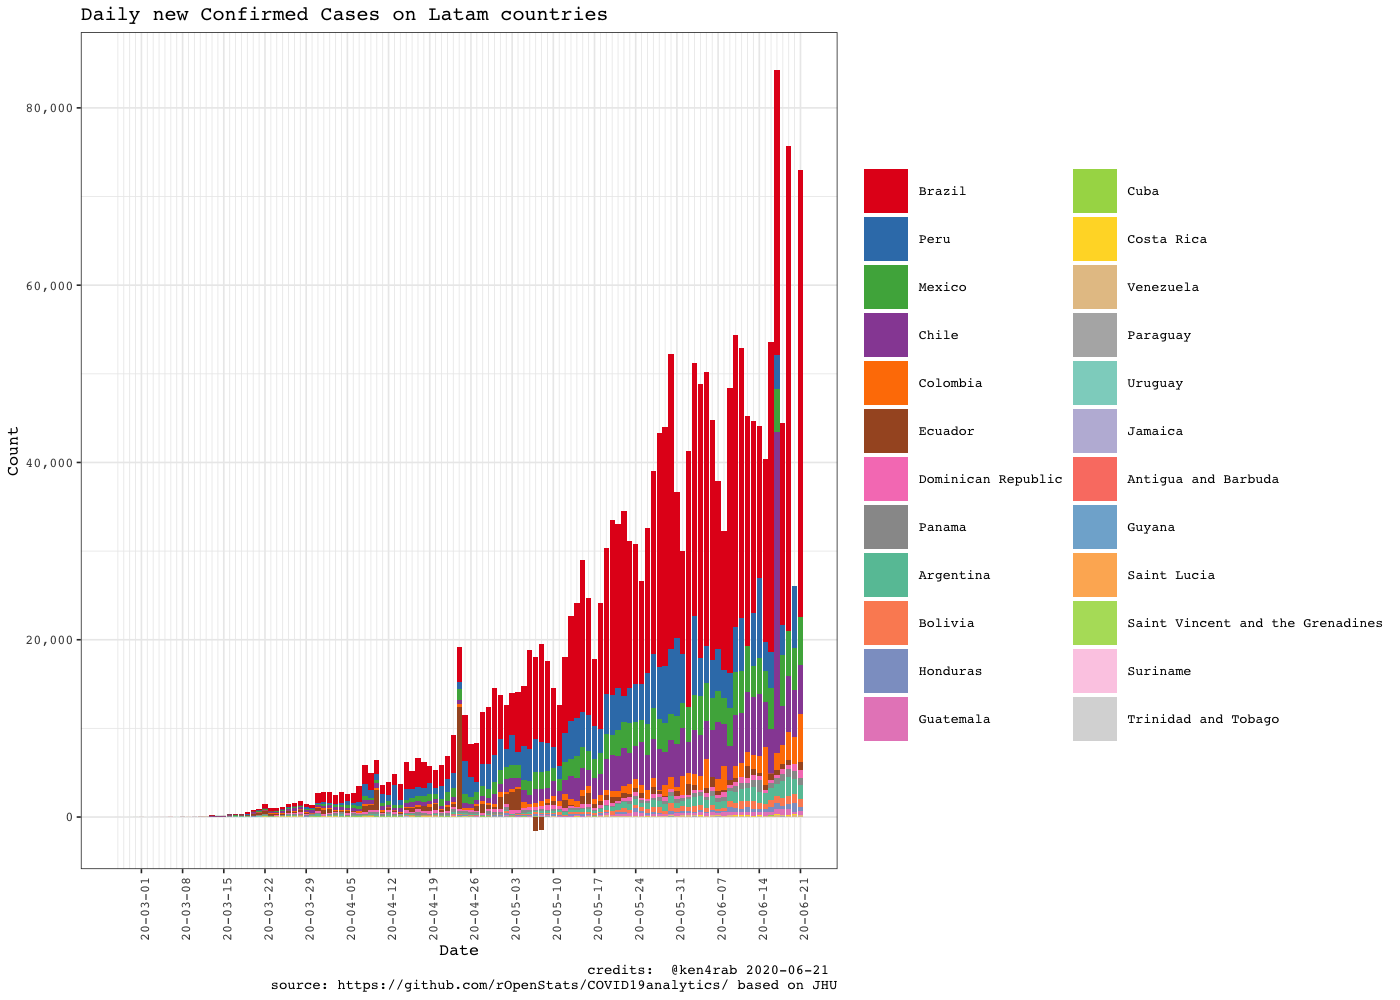 Daily new Confirmed Cases on Latam countries
Count
80,000
60,000
40,000
20,000
0
20-03-01
20-03-08
20-03-15
20-03-22
20-03-29
20-04-05
20-04-12
20-04-19
20-04-26
20-05-03
20-05-10
20-05-17
20-05-24
20-05-31
20-06-07
20-06-14
20-06-21
Date
Brazil
Peru
Mexico
Chile
Colombia
Ecuador
Dominican Republic
Panama
Argentina
Bolivia
Honduras
Guatemala
Cuba
Costa Rica
Venezuela
Paraguay
Uruguay
Jamaica
Antigua and Barbuda
Guyana
Saint Lucia
Saint Vincent and the Grenadines
Suriname
Trinidad and Tobago
credits: @ken4rab 2020-06-21
source: https://github.com/rOpenStats/COVID19analytics/ based on JHU